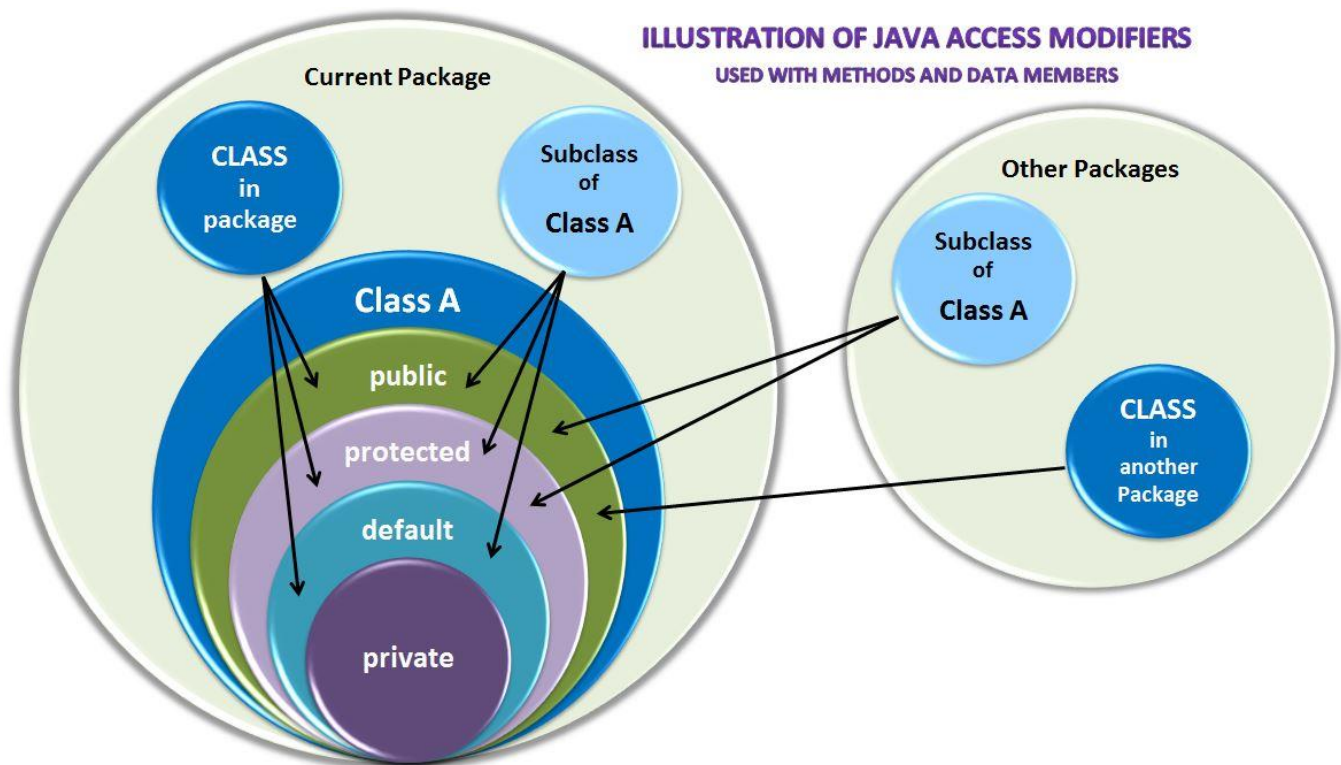 ILLUSTRATION OF JAVA ACCESS MODIFIERS
USED WITH METHODS AND DATA MEMBERS
Current Package
CLASS
in
package
Subclass
of
Class A
Class A
public
protected
default
private
Other Packages
Subclass
of
Class A
CLASS
in
another
Package